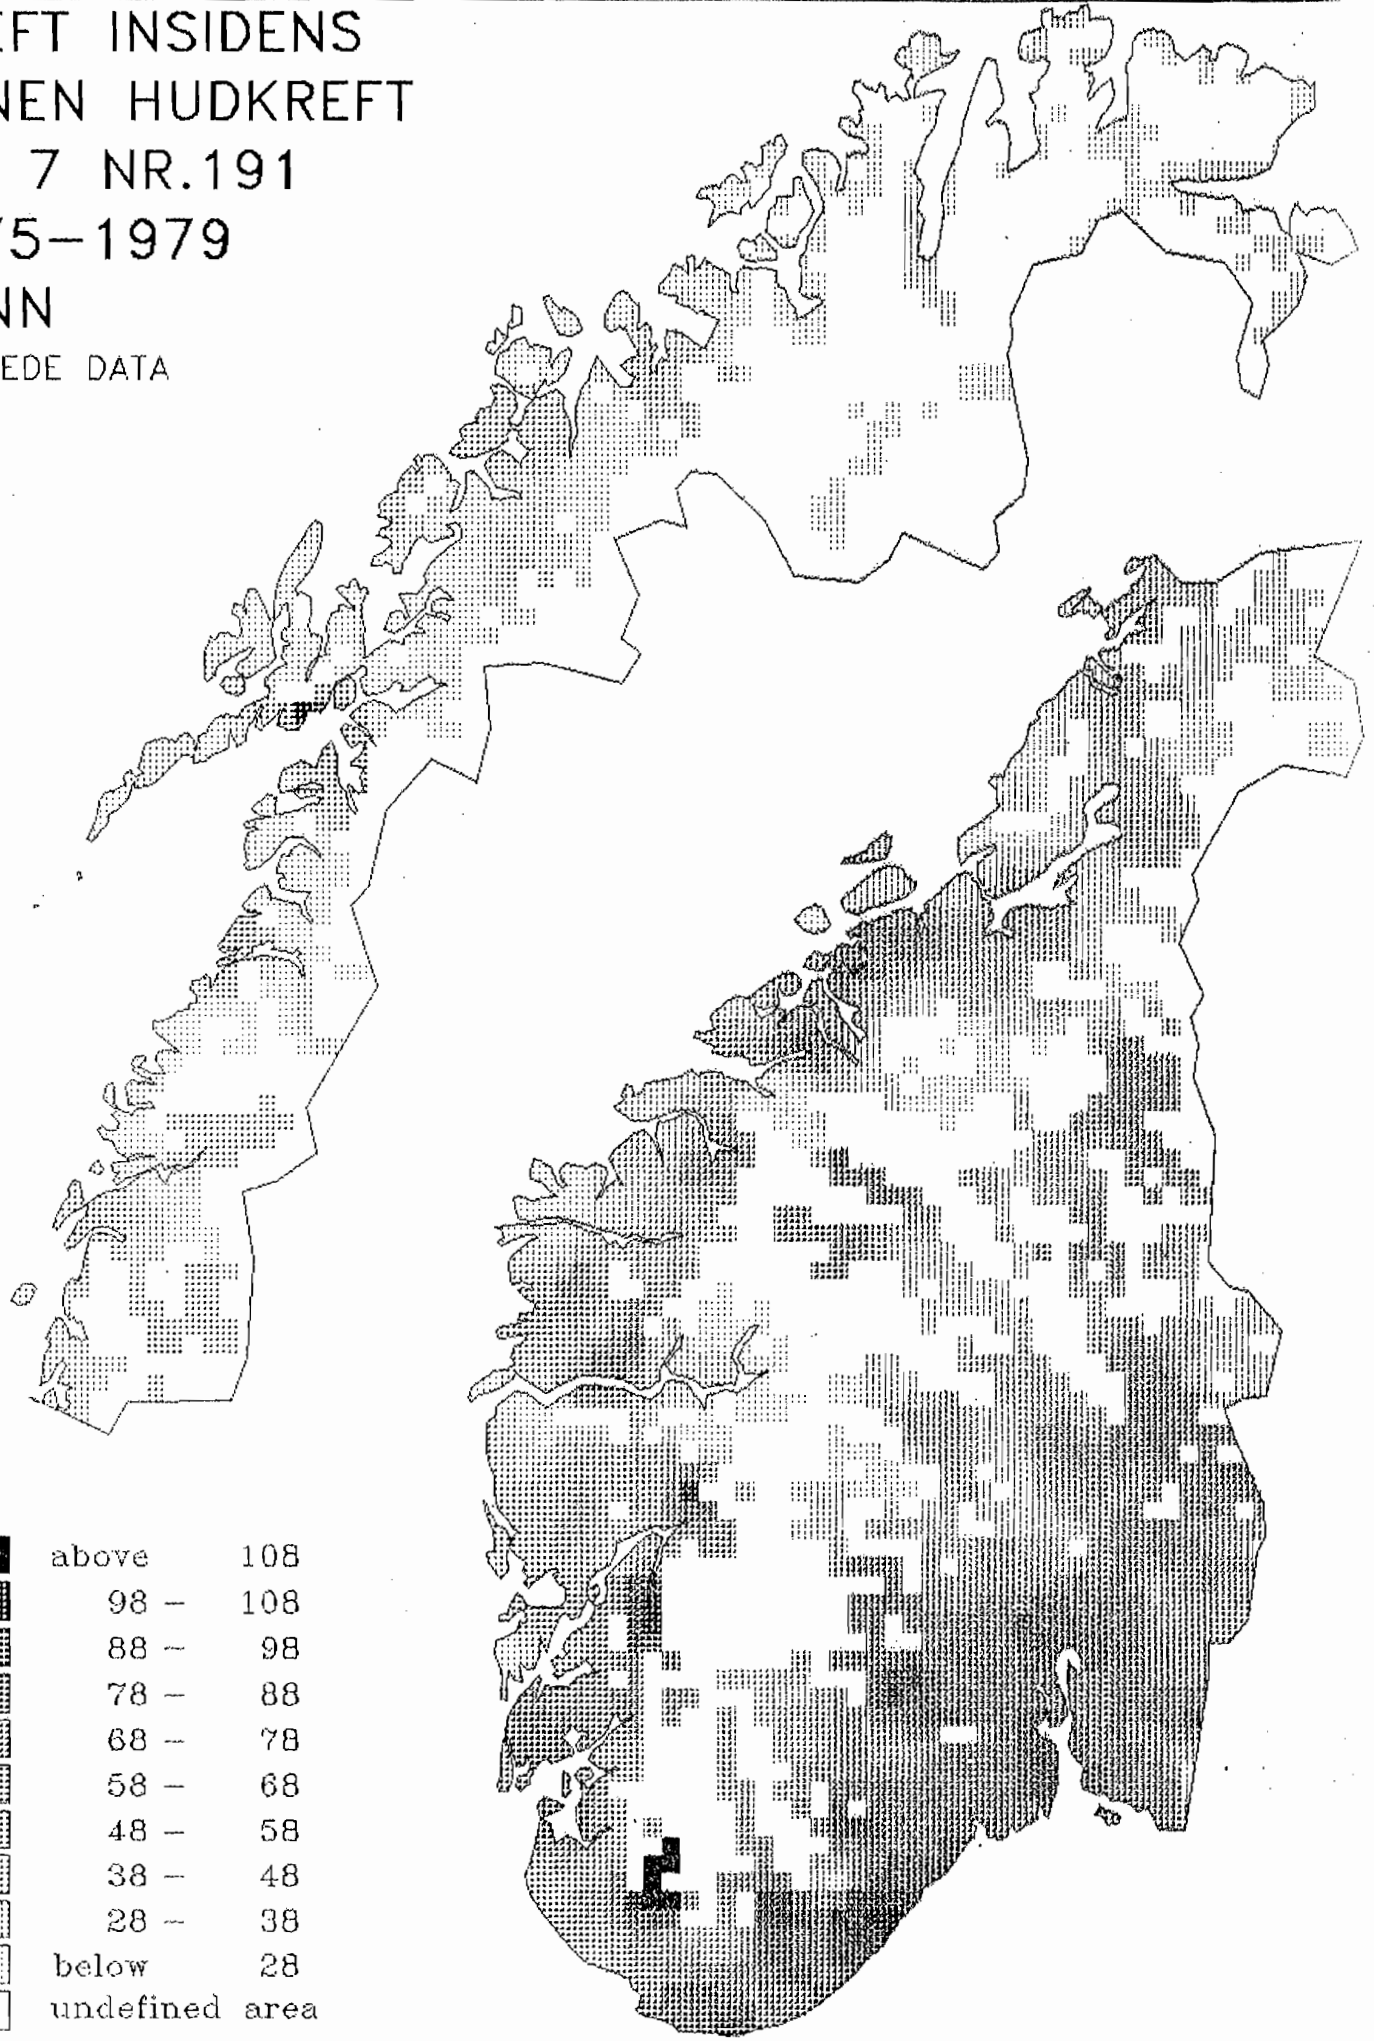 EFT INSIDENS
NEN HUDKREFT
7 NR.191
75-1979
NN
EDE DATA
above 108
98 - 108
88 - 98
78 - 88
68 - 78
58 - 68
48 - 58
38 - 48
28 - 38
below 28
undefined area